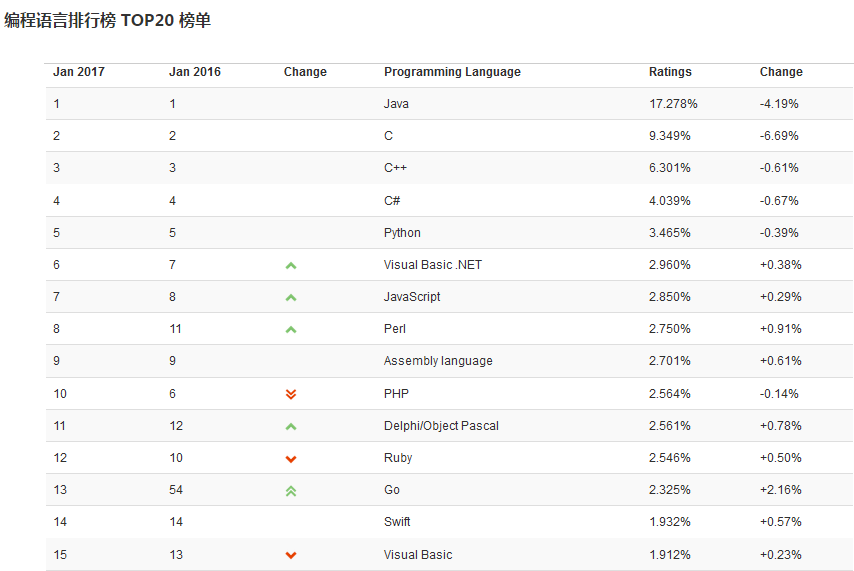 编程语言排行榜 TOP20 榜单
Jan 2017 Jan 2016 Change Programming Language Ratings Change
1 1 Java 17.278% -4.19%
2 2 C 9.349% -6.69%
3 3 C++ 6.301% -0.61%
4 4 C# 4.039% -0.67%
5 5 Python 3.465% -0.39%
6 7 Visual Basic .NET 2.960% +0.38%
7 8 JavaScript 2.850% +0.29%
8 11 Perl 2.750% +0.91%
9 9 Assembly language 2.701% +0.61%
10 6 PHP 2.564% -0.14%
11 12 Delphi/Object Pascal 2.561% +0.78%
12 10 Ruby 2.546% +0.50%
13 54 Go 2.325% +2.16%
14 14 Swift 1.932% +0.57%
15 13 Visual Basic 1.912% +0.23%